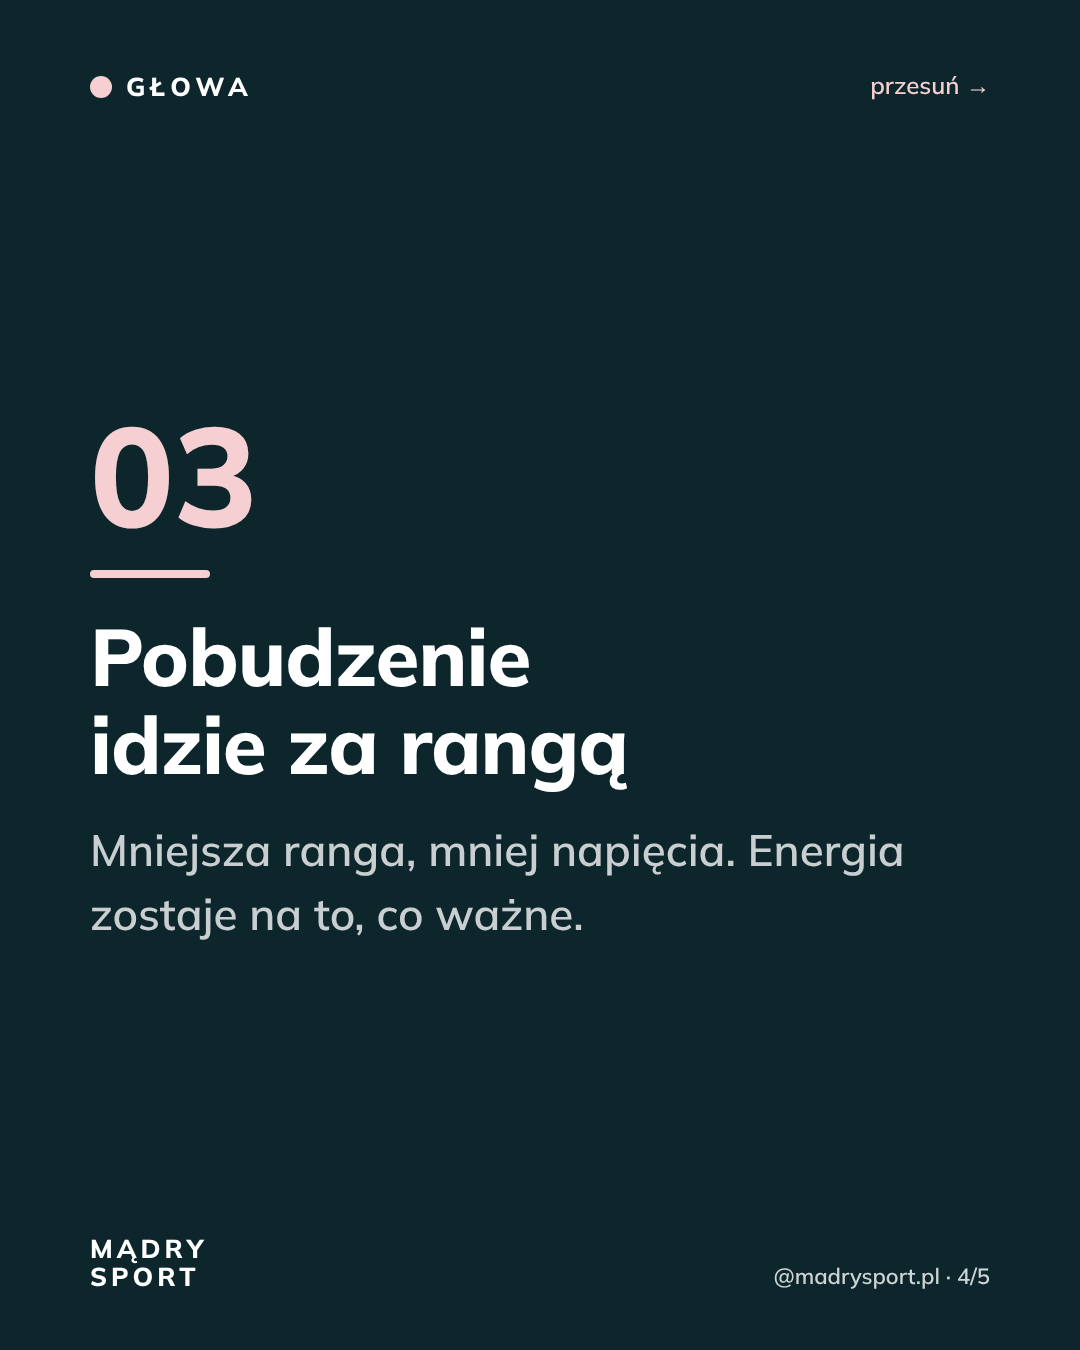 GŁOWA
przesuń →
03
Pobudzenie
idzie za rangą
Mniejsza ranga, mniej napięcia. Energia
zostaje na to, co ważne.
MĄDRY
SPORT
@madrysport.pl · 4/5